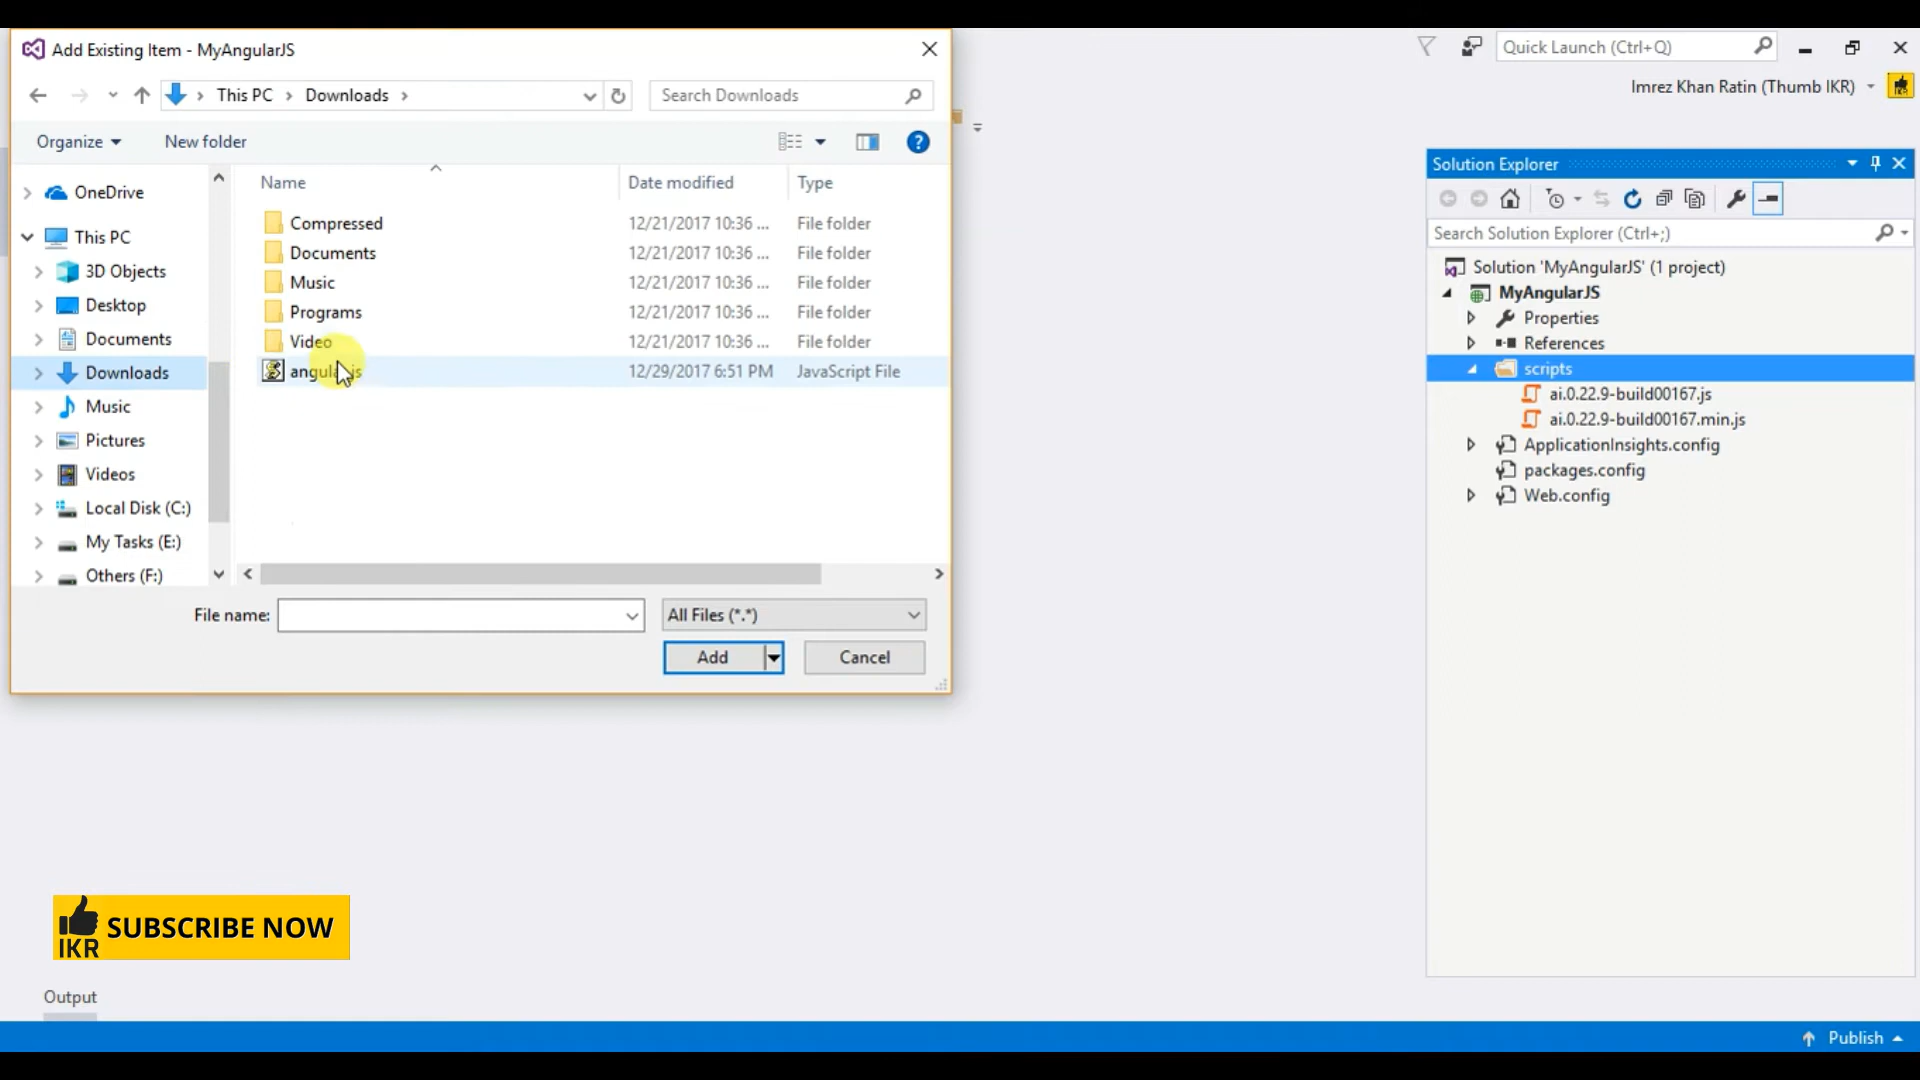 Add Existing Item - MyAngularJS
This PC
Downloads
Search Downloads
Organize
New folder
Name
Date modified
Type
Compressed 12/21/2017 10:36 ... File folder
Documents 12/21/2017 10:36 ... File folder
Music 12/21/2017 10:36 ... File folder
Programs 12/21/2017 10:36 ... File folder
Video 12/21/2017 10:36 ... File folder
angular.js 12/29/2017 6:51 PM JavaScript File
OneDrive
This PC
3D Objects
Desktop
Documents
Downloads
Music
Pictures
Videos
Local Disk (C:)
My Tasks (E:)
Others (F:)
File name:
All Files (*.*)
Add
Cancel
Quick Launch (Ctrl+Q)
Imrez Khan Ratin (Thumb IKR)
Solution Explorer
Search Solution Explorer (Ctrl+;)
Solution 'MyAngularJS' (1 project)
MyAngularJS
Properties
References
scripts
ai.0.22.9-build00167.js
ai.0.22.9-build00167.min.js
ApplicationInsights.config
packages.config
Web.config
IKR
SUBSCRIBE NOW
Output
Publish